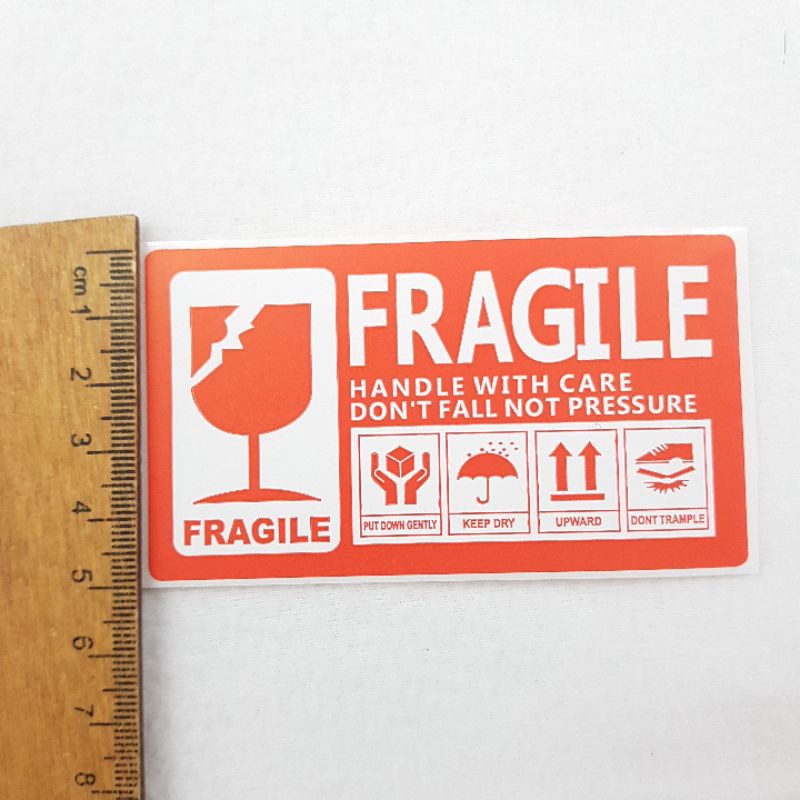 cm 1
2
3
4
5
6
7
8
FRAGILE
FRAGILE
HANDLE WITH CARE
DON'T FALL NOT PRESSURE
PUT DOWN GENTLY
KEEP DRY
UPWARD
DONT TRAMPLE